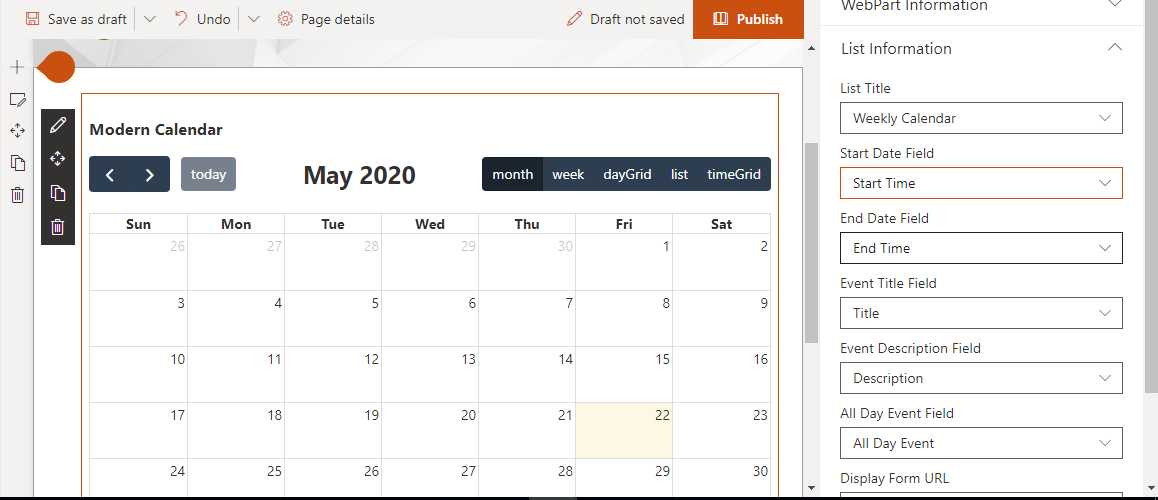 Save as draft Undo Page details Draft not saved Publish
Modern Calendar
today May 2020 month week dayGrid list timeGrid
Sun Mon Tue Wed Thu Fri Sat
26 27 28 29 30 1 2
3 4 5 6 7 8 9
10 11 12 13 14 15 16
17 18 19 20 21 22 23
24 25 26 27 28 29 30
WebPart Information
List Information
List Title
Weekly Calendar
Start Date Field
Start Time
End Date Field
End Time
Event Title Field
Title
Event Description Field
Description
All Day Event Field
All Day Event
Display Form URL